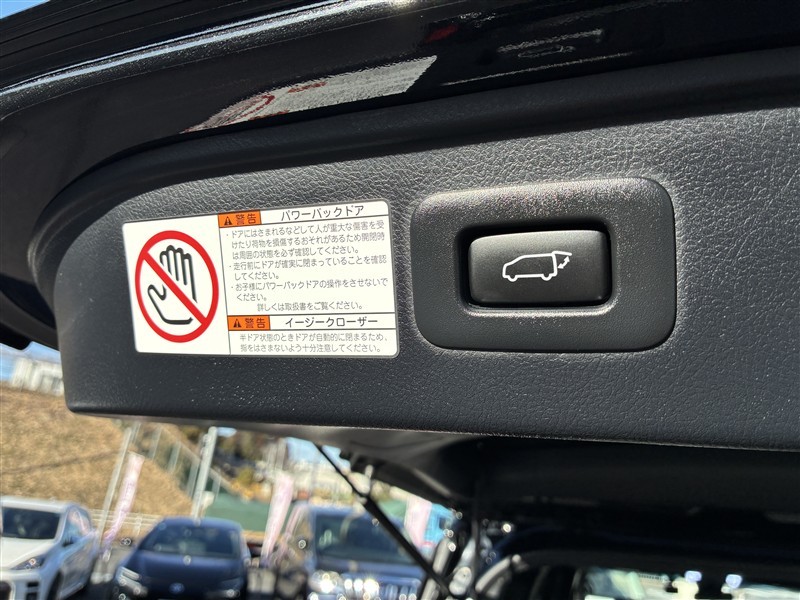 警告 パワーバックドア
・ドアにはさまれるなどして人が重大な傷害を受
けたり荷物を損傷するおそれがあるため開閉時
は周囲の状態を必ず確認してください。
・走行前にドアが確実に閉まっていることを確認
してください。
・お子様にパワーバックドアの操作をさせないで
ください。
詳しくは取扱書をご覧ください。
警告 イージークローザー
半ドア状態のときドアが自動的に閉まるため、
指をはさまないよう十分注意してください。